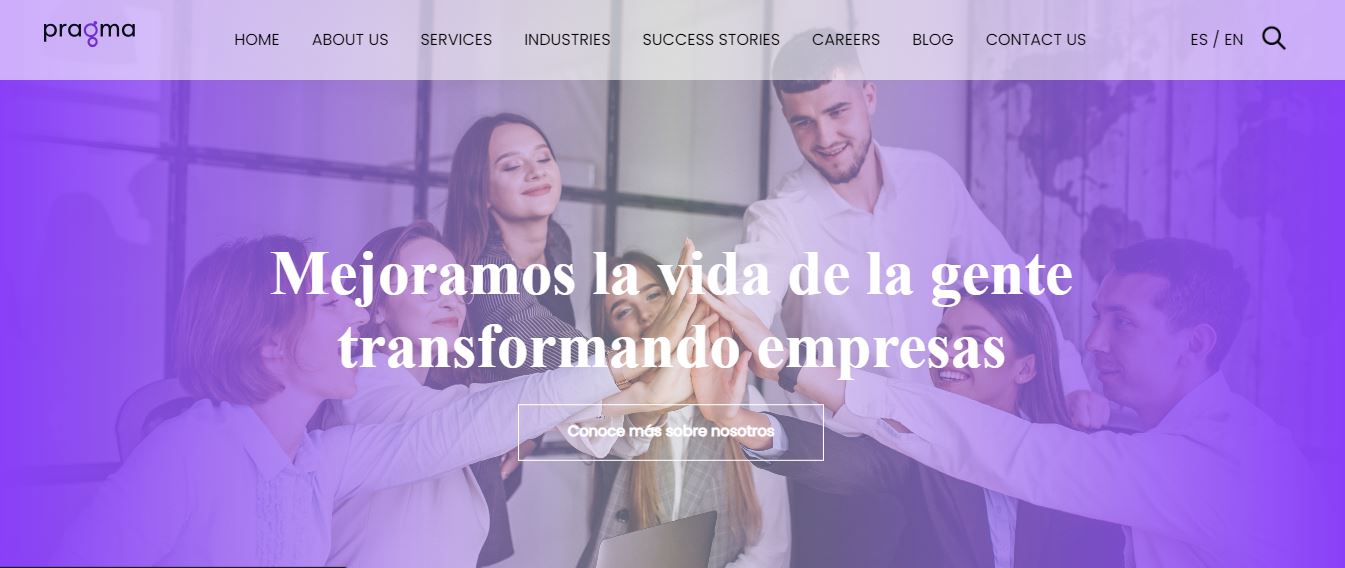 pragma
HOME ABOUT US SERVICES INDUSTRIES SUCCESS STORIES CAREERS BLOG CONTACT US ES / EN
Mejoramos la vida de la gente
transformando empresas
Conoce más sobre nosotros